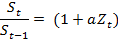 S_t / S_{t-1} = (1 + aZ_t)